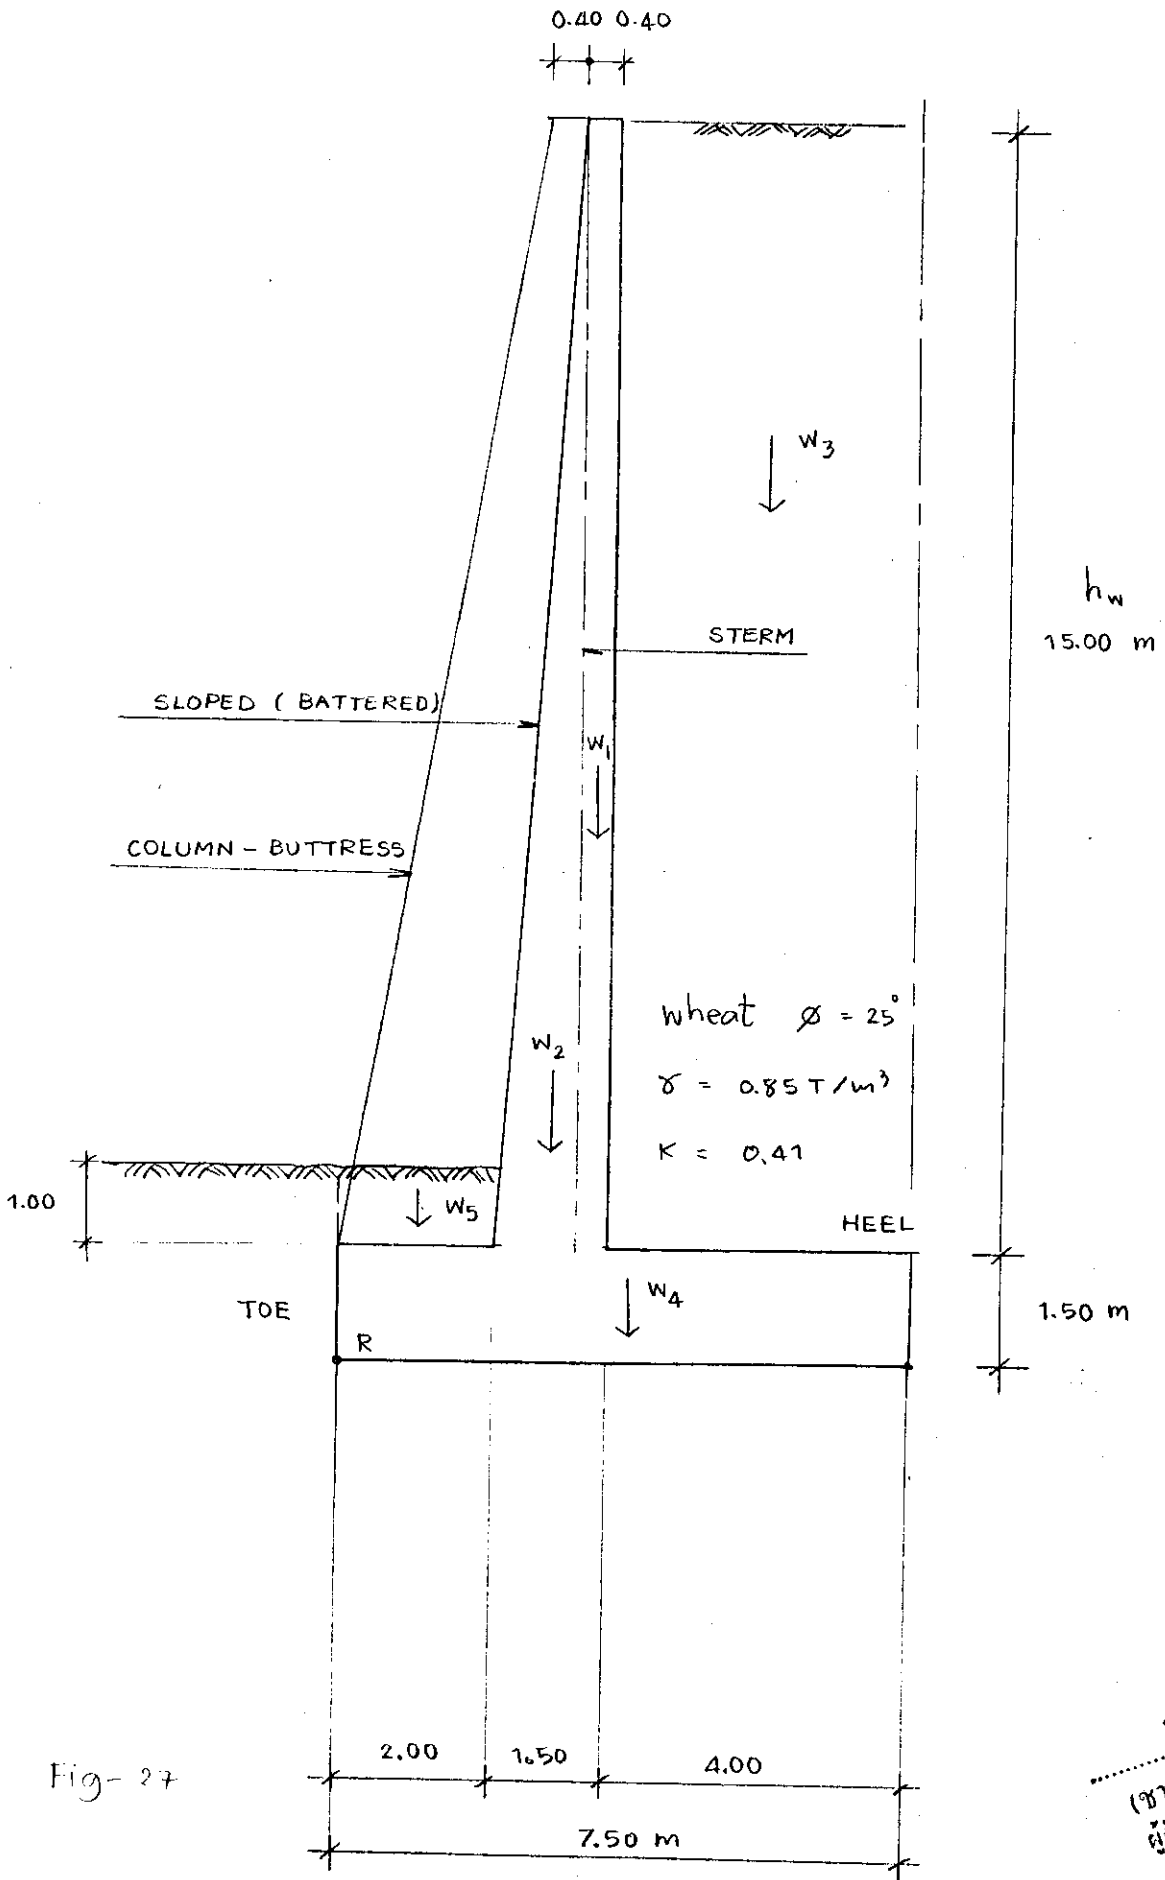 0.40 0.40
W3
hw
15.00 m
STERM
SLOPED ( BATTERED)
W1
COLUMN - BUTTRESS
wheat ø = 25°
W2
γ = 0.85 T/m³
K = 0.41
1.00
W5
HEEL
TOE
W4
1.50 m
R
2.00
1.50
4.00
Fig- 27
7.50 m